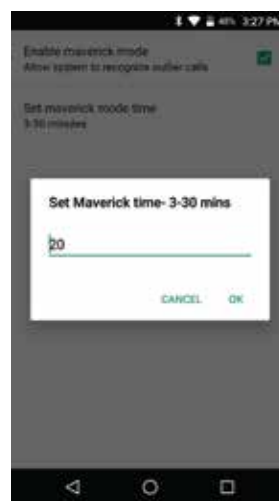 48% 3:27 PM
Enable maverick mode
Allow system to recognize outlier calls
Set maverick mode time
3-30 minutes
Set Maverick time- 3-30 mins
20
CANCEL OK